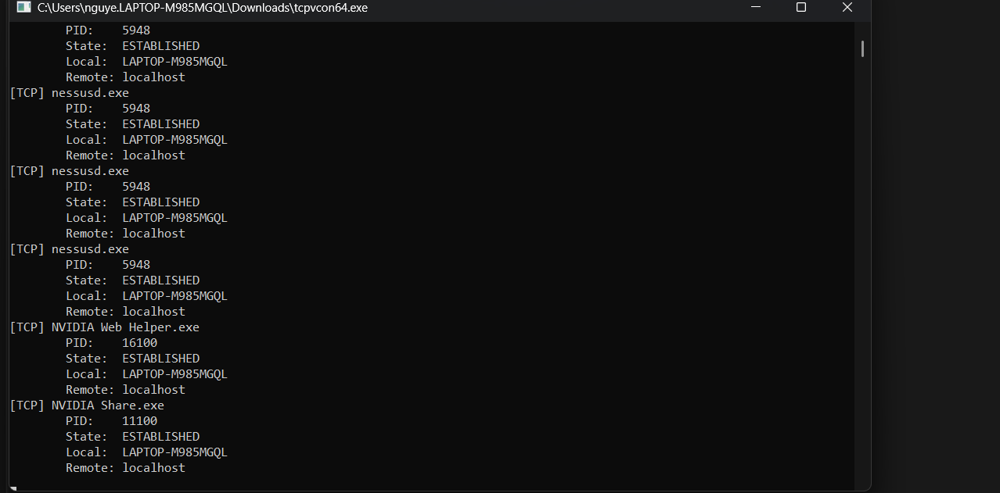 C:\Users\nguye.LAPTOP-M985MGQL\Downloads\tcpvcon64.exe
PID: 5948
State: ESTABLISHED
Local: LAPTOP-M985MGQL
Remote: localhost
[TCP] nessusd.exe
PID: 5948
State: ESTABLISHED
Local: LAPTOP-M985MGQL
Remote: localhost
[TCP] nessusd.exe
PID: 5948
State: ESTABLISHED
Local: LAPTOP-M985MGQL
Remote: localhost
[TCP] nessusd.exe
PID: 5948
State: ESTABLISHED
Local: LAPTOP-M985MGQL
Remote: localhost
[TCP] NVIDIA Web Helper.exe
PID: 16100
State: ESTABLISHED
Local: LAPTOP-M985MGQL
Remote: localhost
[TCP] NVIDIA Share.exe
PID: 11100
State: ESTABLISHED
Local: LAPTOP-M985MGQL
Remote: localhost